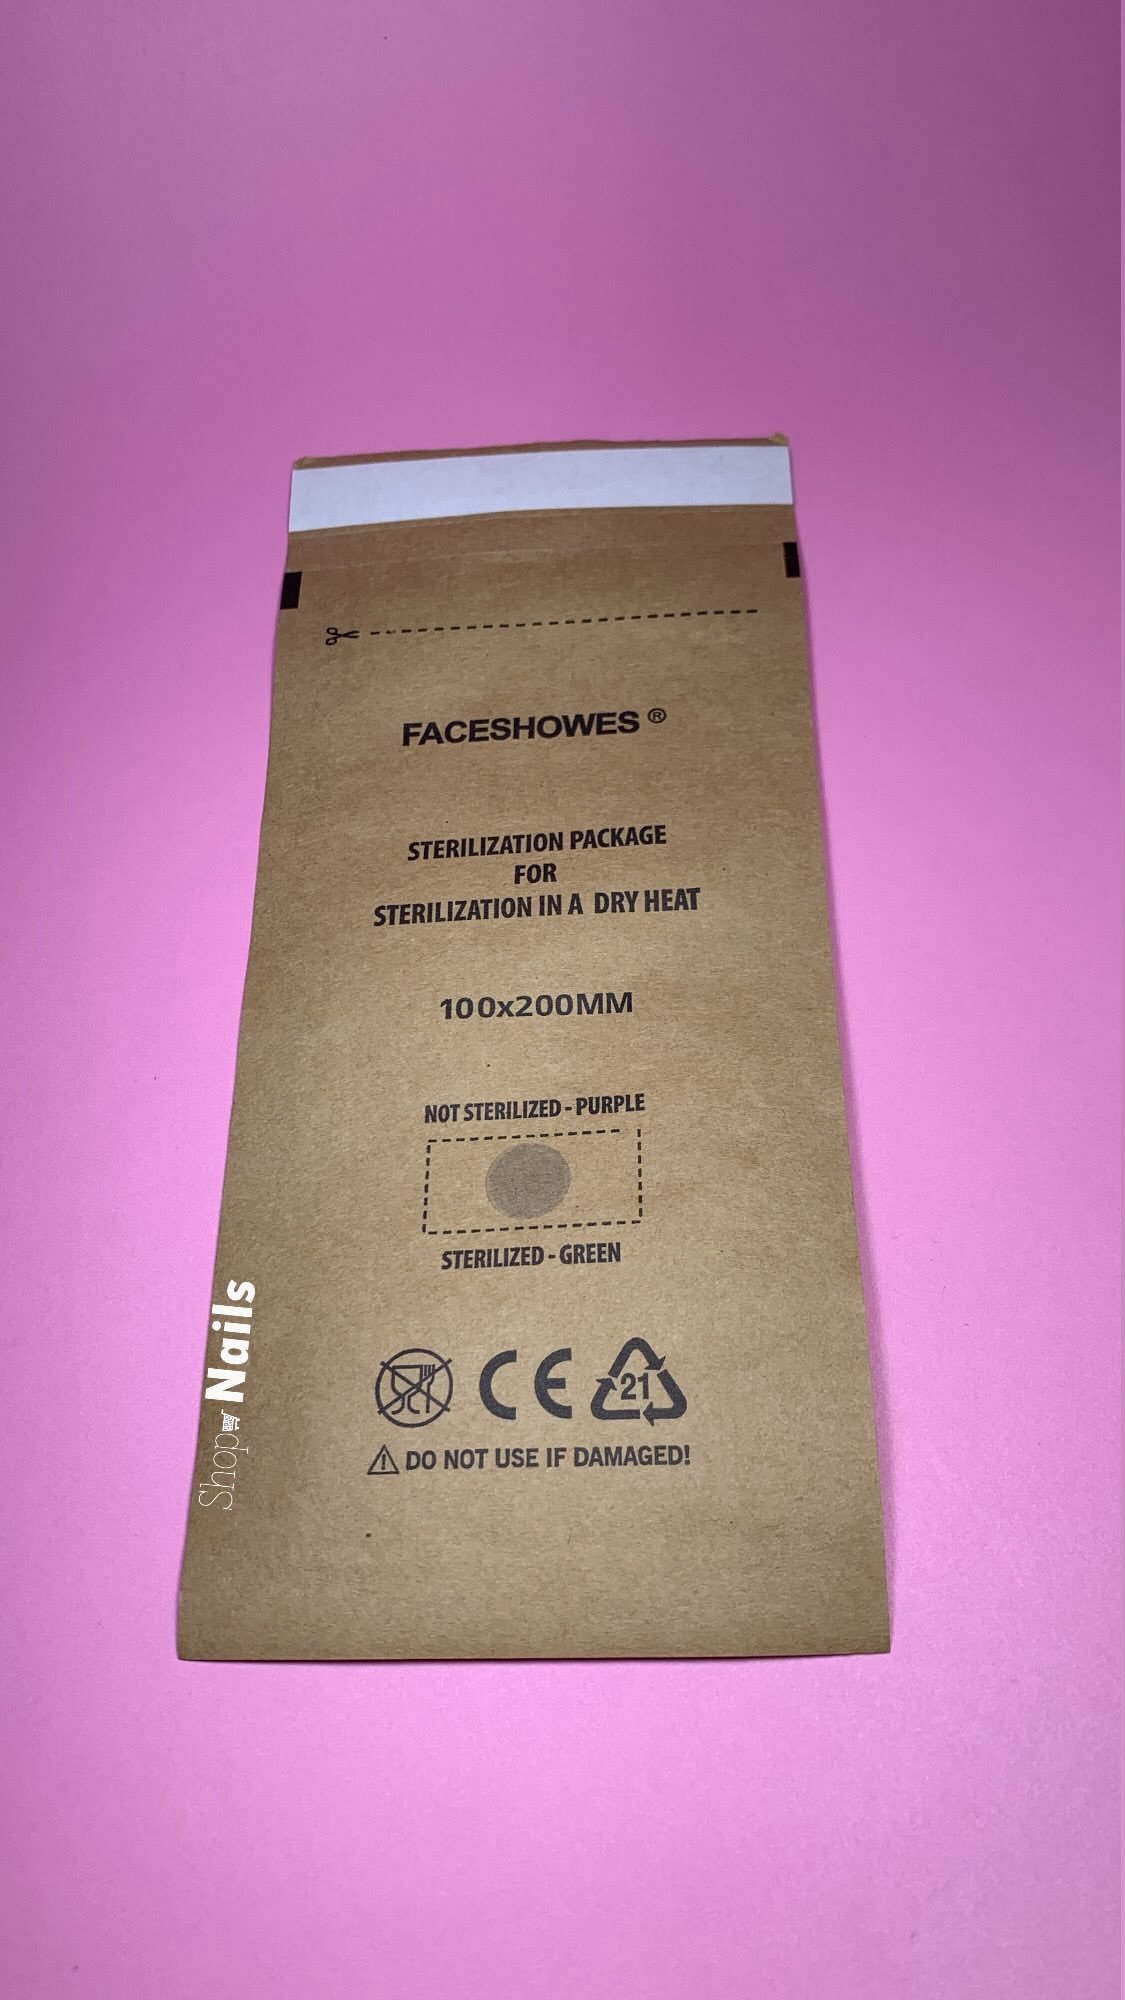 FACESHOWES ®
STERILIZATION PACKAGE
FOR
STERILIZATION IN A DRY HEAT
100x200MM
NOT STERILIZED - PURPLE
STERILIZED - GREEN
CE
21
DO NOT USE IF DAMAGED!
Shop Nails